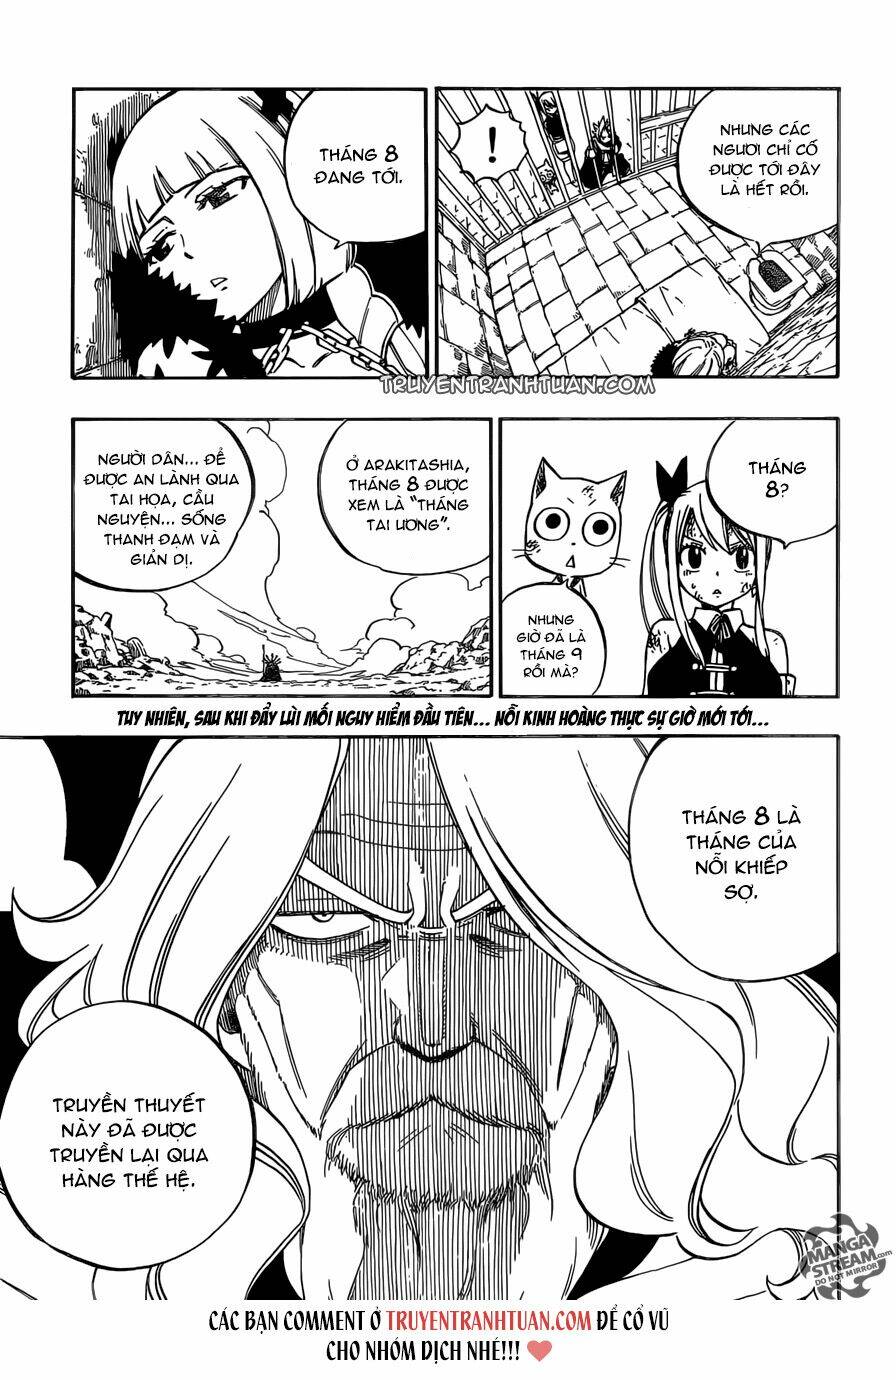 NHƯNG CÁC
NGƯƠI CHỈ CỐ
ĐƯỢC TỚI ĐÂY
LÀ HẾT RỒI.
!
THÁNG 8
ĐANG TỚI.
TRUYENTRANHTUAN.COM
THÁNG
8?
NHƯNG
GIỜ ĐÃ LÀ
THÁNG 9
RỒI MÀ?
Ở ARAKITASHIA,
THÁNG 8 ĐƯỢC
XEM LÀ “THÁNG
TAI ƯƠNG”.
NGƯỜI DÂN... ĐỂ
ĐƯỢC AN LÀNH QUA
TAI HỌA, CẦU
NGUYỆN... SỐNG
THANH ĐẠM VÀ
GIẢN DỊ.
TUY NHIÊN, SAU KHI ĐẨY LÙI MỐI NGUY HIỂM ĐẦU TIÊN... NỖI KINH HOÀNG THỰC SỰ GIỜ MỚI TỚI...
THÁNG 8 LÀ
THÁNG CỦA
NỖI KHIẾP
SỢ.
TRUYỀN THUYẾT
NÀY ĐÃ ĐƯỢC
TRUYỀN LẠI QUA
HÀNG THẾ HỆ.
MANGA
STREAM.com
DO NOT MIRROR!
CÁC BẠN COMMENT Ở TRUYENTRANHTUAN.COM ĐỂ CỔ VŨ
CHO NHÓM DỊCH NHÉ!!! ❤